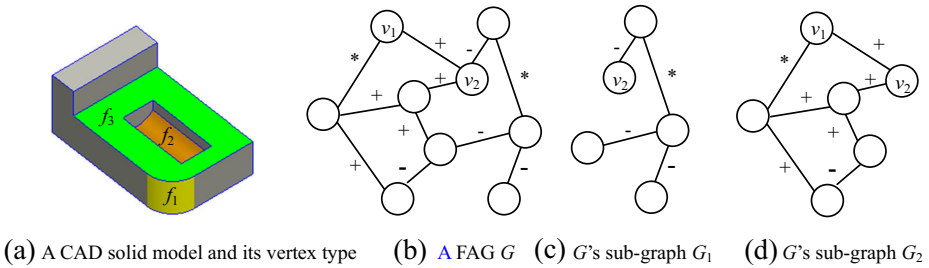 f3
f2
f1
v1
+
-
*
+
v2
*
+
+
-
+
-
-
-
v2
*
-
-
v1
*
+
+
v2
+
+
+
-
(a) A CAD solid model and its vertex type (b) A FAG G (c) G's sub-graph G1 (d) G's sub-graph G2